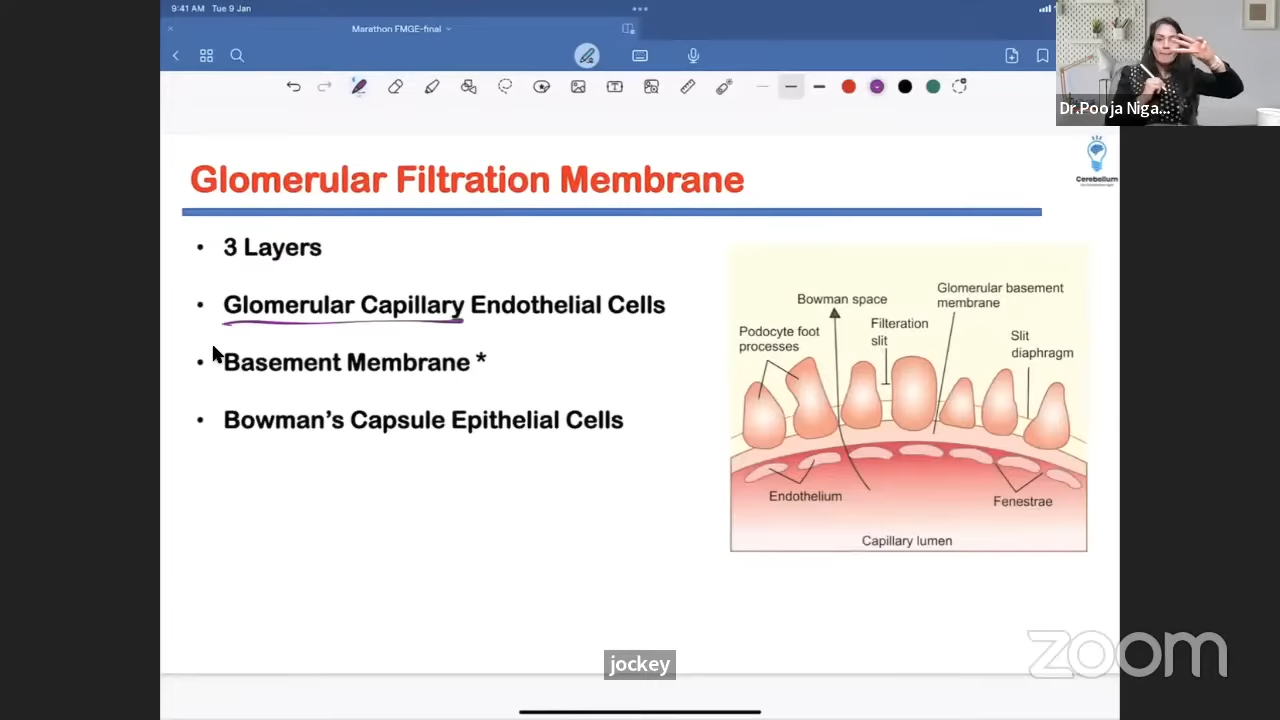 9:41 AM Tue 9 Jan
Marathon FMGE-final
Dr.Pooja Niga...
Glomerular Filtration Membrane
Cerebellum
• 3 Layers
• Glomerular Capillary Endothelial Cells
• Basement Membrane *
• Bowman's Capsule Epithelial Cells
Bowman space
Glomerular basement
membrane
Podocyte foot
processes
Filteration
slit
Slit
diaphragm
Endothelium
Fenestrae
Capillary lumen
jockey
zoom